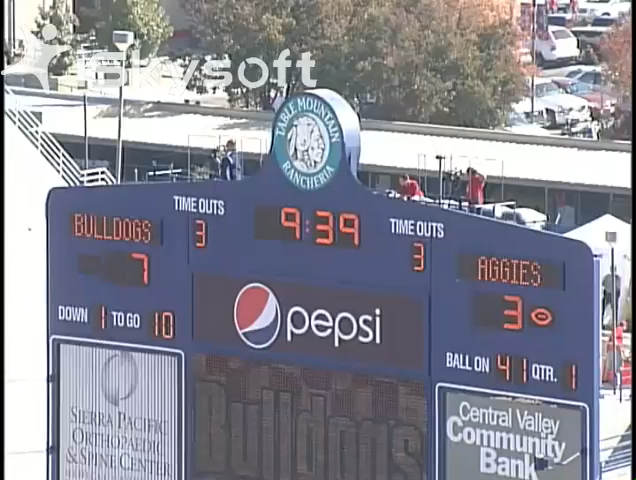 iSkysoft
TABLE MOUNTAIN
RANCHERIA
TIME OUTS
BULLDOGS 3 9:39 TIME OUTS
7 3 AGGIES
3
DOWN 1 TO GO 10
pepsi
BALL ON 41 QTR. 1
SIERRA PACIFIC
ORTHOPAEDIC
& SPINE CENTER
Bulldogs
Central Valley
Community
Bank